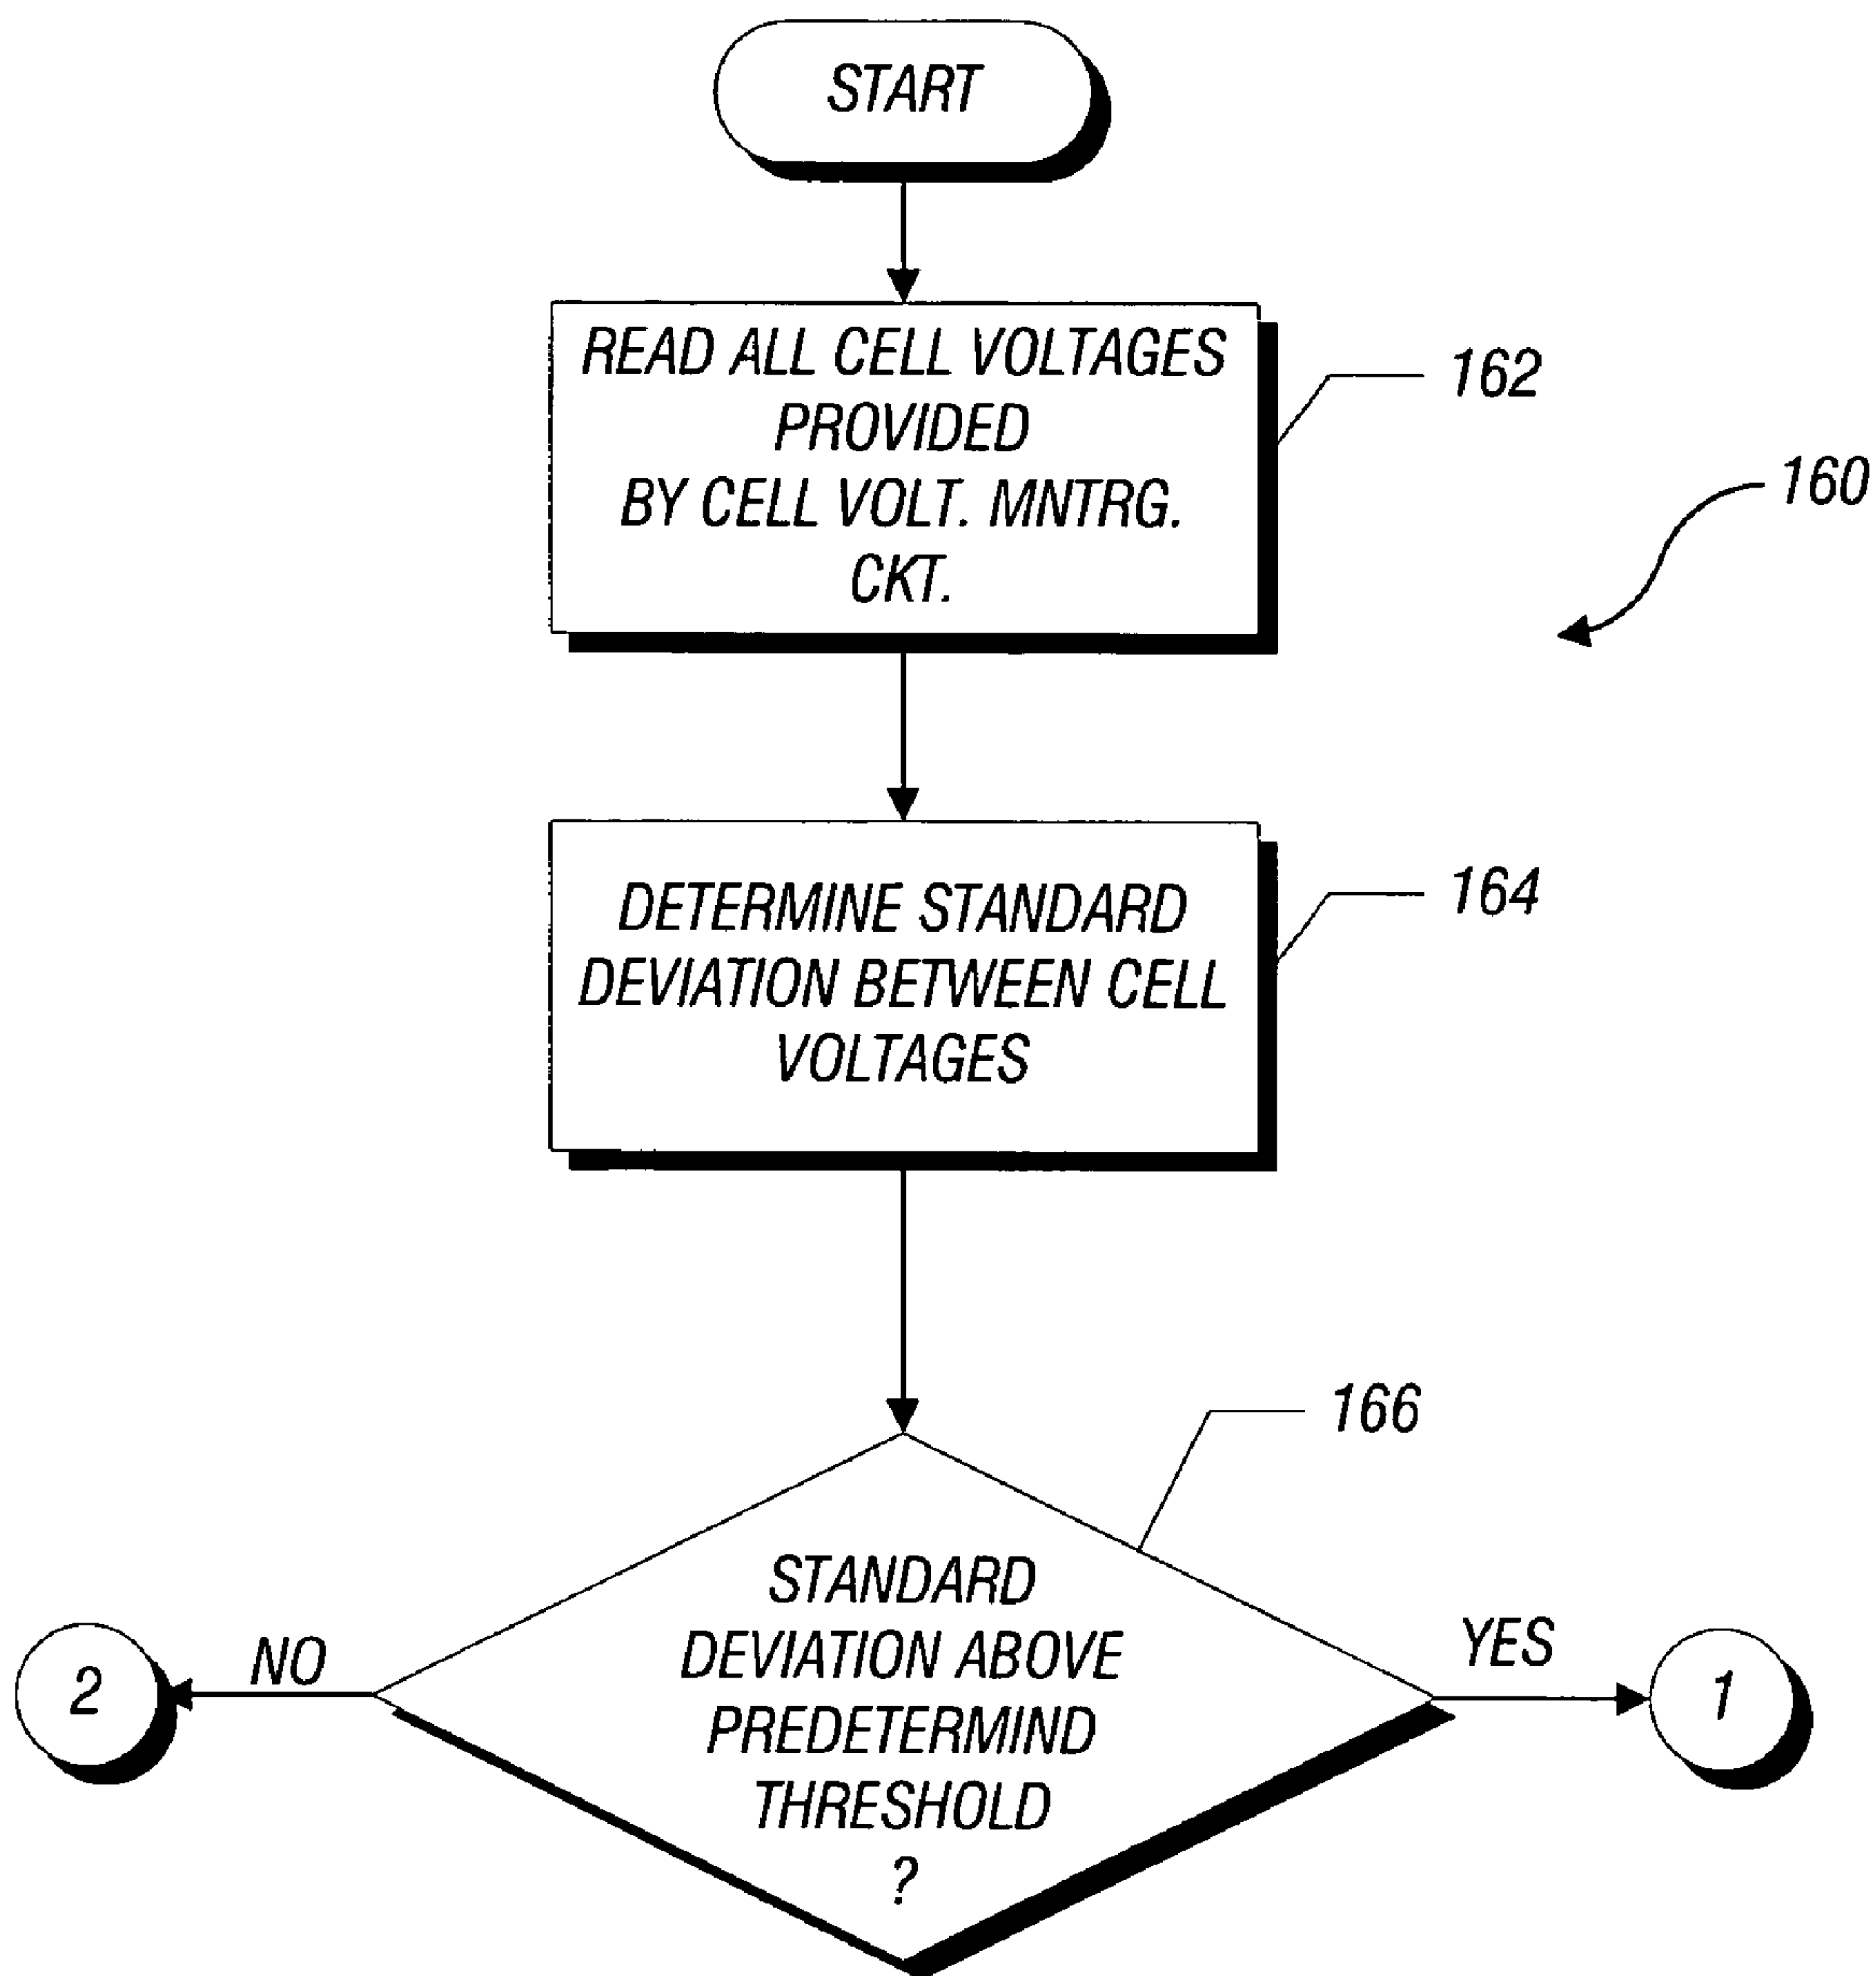 START
READ ALL CELL VOLTAGES
PROVIDED
BY CELL VOLT. MNTRG.
CKT.
162
160
DETERMINE STANDARD
DEVIATION BETWEEN CELL
VOLTAGES
164
166
STANDARD
DEVIATION ABOVE
PREDETERMIND
THRESHOLD
?
NO
2
YES
1